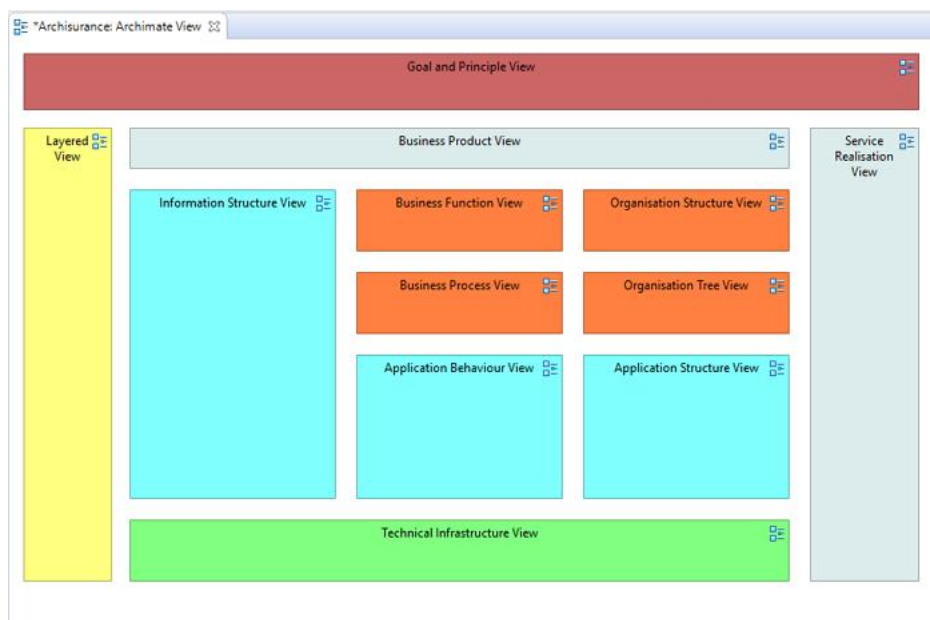 *Archisurance: Archimate View
Goal and Principle View
Layered
View
Business Product View
Service
Realisation
View
Information Structure View
Business Function View
Organisation Structure View
Business Process View
Organisation Tree View
Application Behaviour View
Application Structure View
Technical Infrastructure View